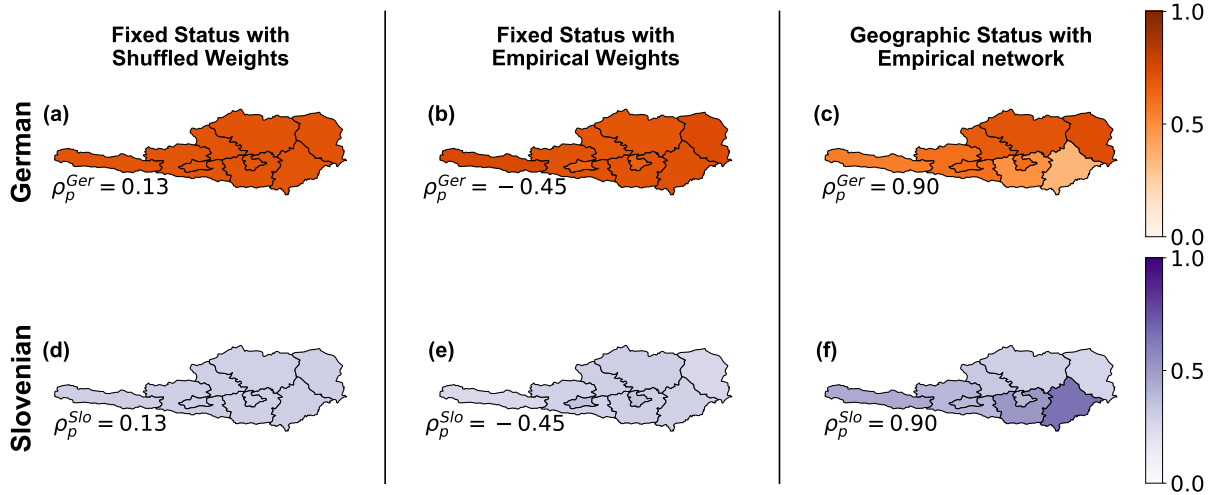 Fixed Status with
Shuffled Weights
Fixed Status with
Empirical Weights
Geographic Status with
Empirical network
1.0
0.5
0.0
German
(a)
ρ_p^{Ger} = 0.13
(b)
ρ_p^{Ger} = −0.45
(c)
ρ_p^{Ger} = 0.90
1.0
0.5
0.0
Slovenian
(d)
ρ_p^{Slo} = 0.13
(e)
ρ_p^{Slo} = −0.45
(f)
ρ_p^{Slo} = 0.90